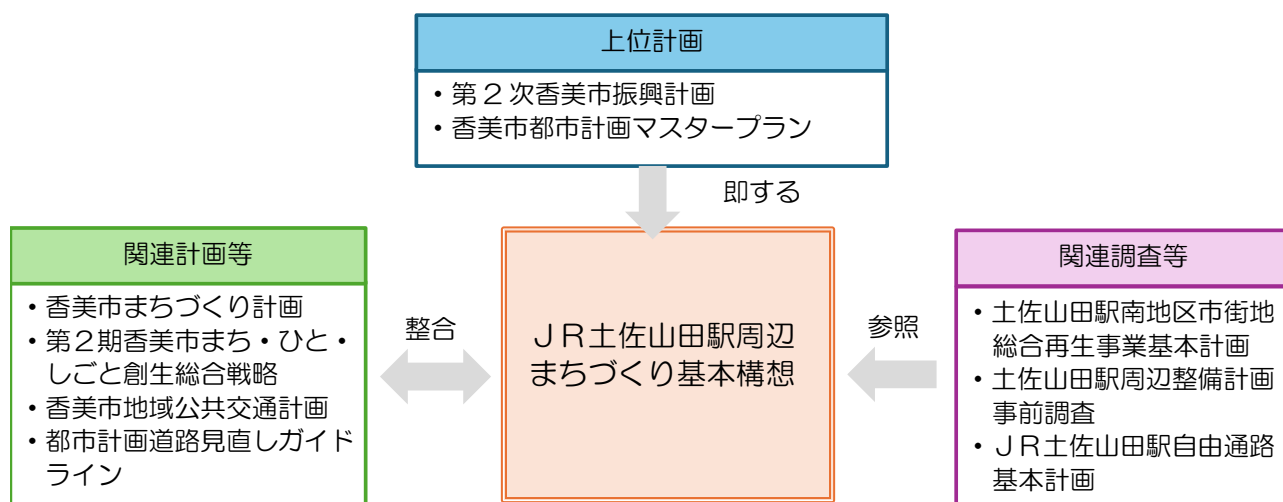 上位計画
・第２次香美市振興計画
・香美市都市計画マスタープラン
即する
関連計画等
・香美市まちづくり計画
・第２期香美市まち・ひと・
しごと創生総合戦略
・香美市地域公共交通計画
・都市計画道路見直しガイド
ライン
整合
ＪＲ土佐山田駅周辺
まちづくり基本構想
参照
関連調査等
・土佐山田駅南地区市街地
総合再生事業基本計画
・土佐山田駅周辺整備計画
事前調査
・ＪＲ土佐山田駅自由通路
基本計画